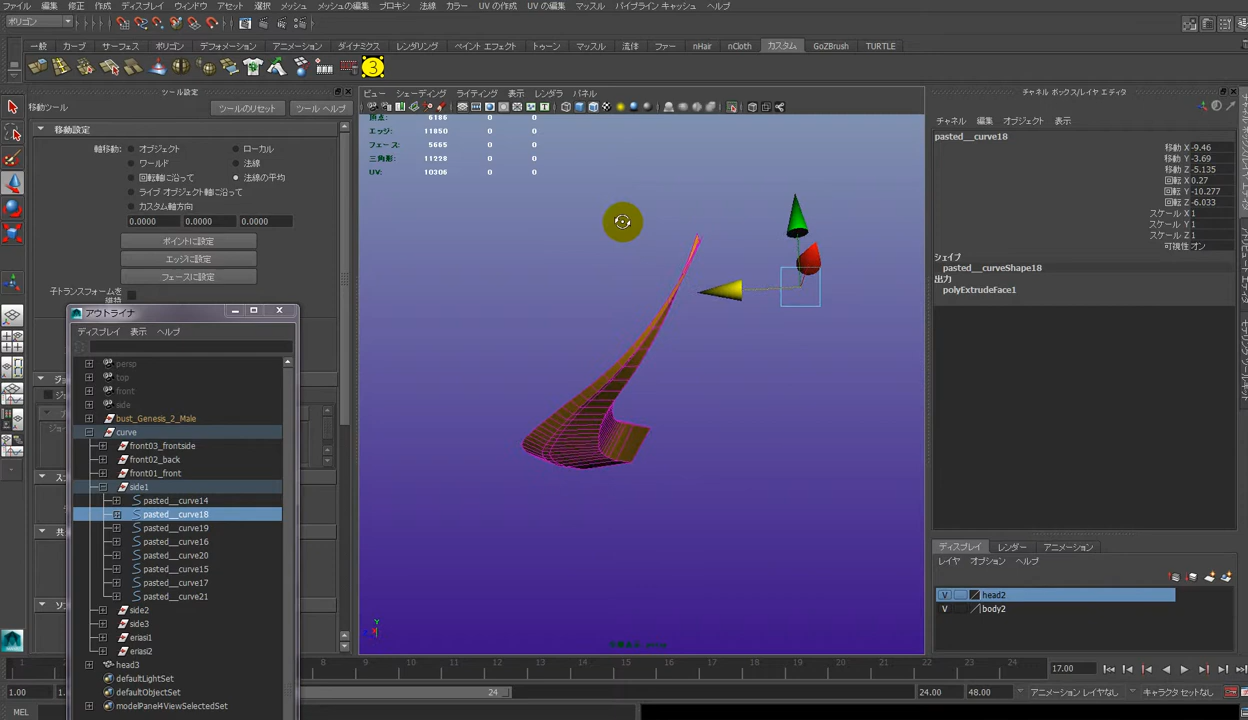 ファイル 編集 修正 作成 ディスプレイ ウィンドウ アセット 選択 メッシュ メッシュの編集 プロキシ 法線 カラー UV の作成 UV の編集 マッスル パイプライン キャッシュ ヘルプ
ポリゴン
一般 カーブ サーフェス ポリゴン デフォメーション アニメーション ダイナミクス レンダリング ペイント エフェクト トゥーン マッスル 流体 ファー nHair nCloth カスタム GoZBrush TURTLE
3
ツール設定
移動ツール ツールのリセット ツール ヘルプ
移動設定
軸移動: オブジェクト ローカル
ワールド 法線
回転軸に沿って 法線の平均
ライブ オブジェクト軸に沿って
カスタム軸方向
0.0000 0.0000 0.0000
ポイントに設定
エッジに設定
フェースに設定
子トランスフォームを
維持
アウトライナ
ディスプレイ 表示 ヘルプ
persp
top
front
side
bust_Genesis_2_Male
curve
front03_frontside
front02_back
front01_front
side1
pasted__curve14
pasted__curve18
pasted__curve19
pasted__curve16
pasted__curve20
pasted__curve15
pasted__curve17
pasted__curve21
side2
side3
eriasi1
eriasi2
head3
defaultLightSet
defaultObjectSet
modelPanel4ViewSelectedSet
ビュー シェーディング ライティング 表示 レンダラ パネル
頂点: 6186 0 0
エッジ: 11850 0 0
フェース: 5665 0 0
三角形: 11228 0 0
UV: 10306 0 0
Y
チャネル ボックス/レイヤ エディタ
チャネル 編集 オブジェクト 表示
pasted__curve18
移動 X -9.46
移動 Y -3.69
移動 Z -5.135
回転 X 0.27
回転 Y -10.277
回転 Z -6.033
スケール X 1
スケール Y 1
スケール Z 1
可視性 オン
シェイプ
pasted__curveShape18
出力
polyExtrudeFace1
ディスプレイ レンダー アニメーション
レイヤ オプション ヘルプ
V head2
V body2
1 8 9 10 11 12 13 14 15 16 17 18 19 20 21 22 23 24 17.00
1.00 24 24.00 48.00 アニメーション レイヤなし キャラクタ セットなし
MEL